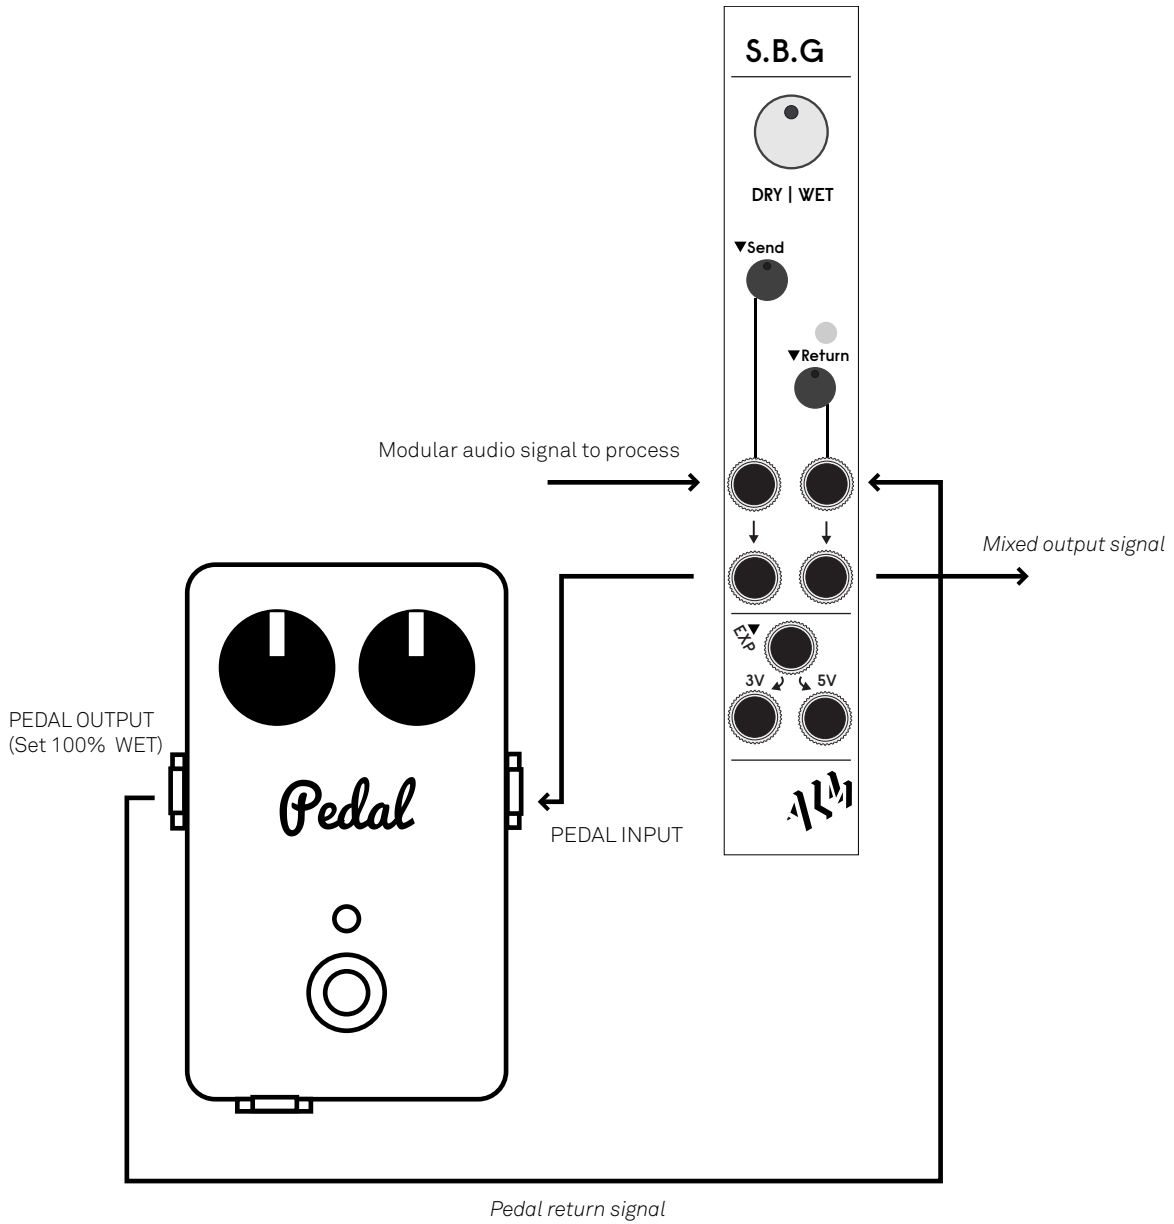 S.B.G
DRY | WET
▼Send
▼Return
Modular audio signal to process
Mixed output signal
EXP▼
3V 5V
PEDAL OUTPUT
(Set 100% WET)
Pedal
PEDAL INPUT
ALM
Pedal return signal